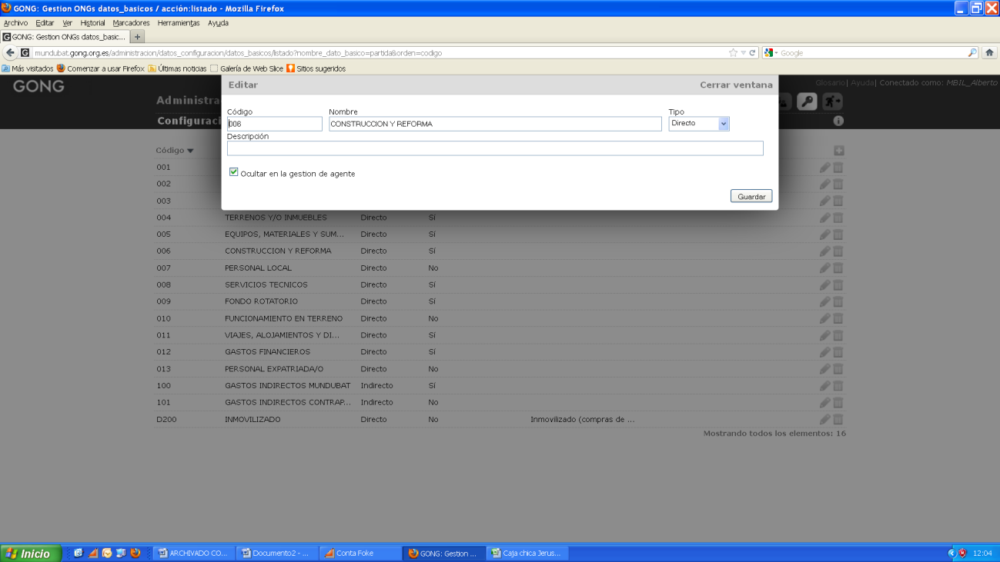 GONG: Gestion ONGs datos_basicos / acción:listado - Mozilla Firefox
Archivo Editar Ver Historial Marcadores Herramientas Ayuda
GONG: Gestion ONGs datos_basic... +
mundubat.gong.org.es/administracion/datos_configuracion/datos_basicos/listado?nombre_dato_basico=partida&orden=codigo Google
Más visitados Comenzar a usar Firefox Últimas noticias Galería de Web Slice Sitios sugeridos
GONG Editar Cerrar ventana Glosario| Ayuda| Conectado como: MBIL_Alberto
Administra
Código Nombre Tipo
Configuraci 006 CONSTRUCCION Y REFORMA Directo
Descripción
Código
001
Ocultar en la gestion de agente
002
Guardar
003
004 TERRENOS Y/O INMUEBLES Directo Sí
005 EQUIPOS, MATERIALES Y SUM... Directo Sí
006 CONSTRUCCION Y REFORMA Directo Sí
007 PERSONAL LOCAL Directo No
008 SERVICIOS TECNICOS Directo Sí
009 FONDO ROTATORIO Directo Sí
010 FUNCIONAMIENTO EN TERRENO Directo No
011 VIAJES, ALOJAMIENTOS Y DI... Directo Sí
012 GASTOS FINANCIEROS Directo Sí
013 PERSONAL EXPATRIADA/O Directo No
100 GASTOS INDIRECTOS MUNDUBAT Indirecto Sí
101 GASTOS INDIRECTOS CONTRAP... Indirecto No
D200 INMOVILIZADO Directo No Inmovilizado (compras de ...
Mostrando todos los elementos: 16
Inicio ARCHIVADO CO... Documento2 - ... Conta Foke GONG: Gestion ... Caja chica Jerus... 12:04